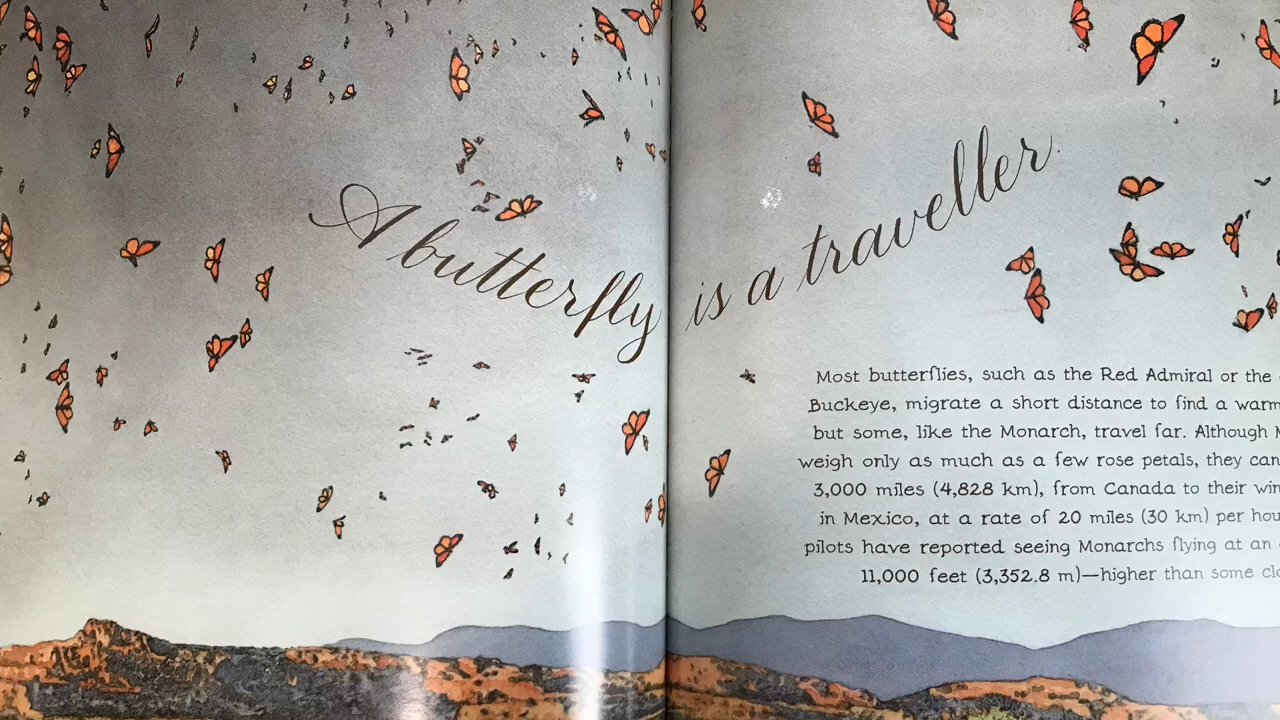 A butterfly is a traveller.
Most butterflies, such as the Red Admiral or the
Buckeye, migrate a short distance to find a warm
but some, like the Monarch, travel far. Although
weigh only as much as a few rose petals, they can
3,000 miles (4,828 km), from Canada to their win
in Mexico, at a rate of 20 miles (30 km) per hou
pilots have reported seeing Monarchs flying at an
11,000 feet (3,352.8 m)—higher than some clo